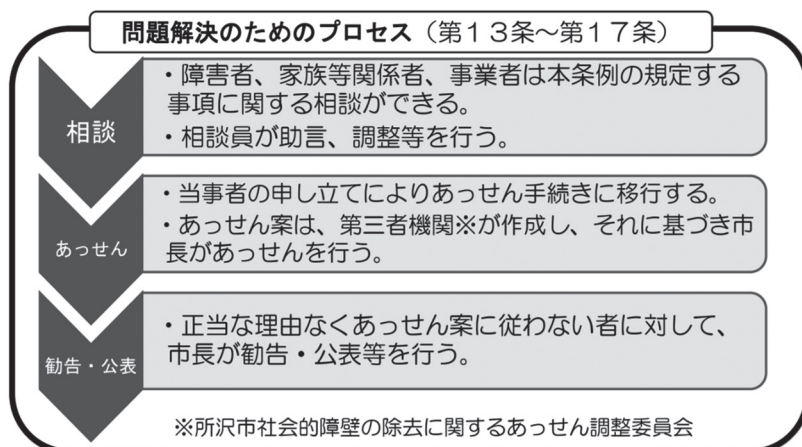 問題解決のためのプロセス（第１３条～第１７条）
相談
・障害者、家族等関係者、事業者は本条例の規定する
事項に関する相談ができる。
・相談員が助言、調整等を行う。
あっせん
・当事者の申し立てによりあっせん手続きに移行する。
・あっせん案は、第三者機関※が作成し、それに基づき市
長があっせんを行う。
勧告・公表
・正当な理由なくあっせん案に従わない者に対して、
市長が勧告・公表等を行う。
※所沢市社会的障壁の除去に関するあっせん調整委員会